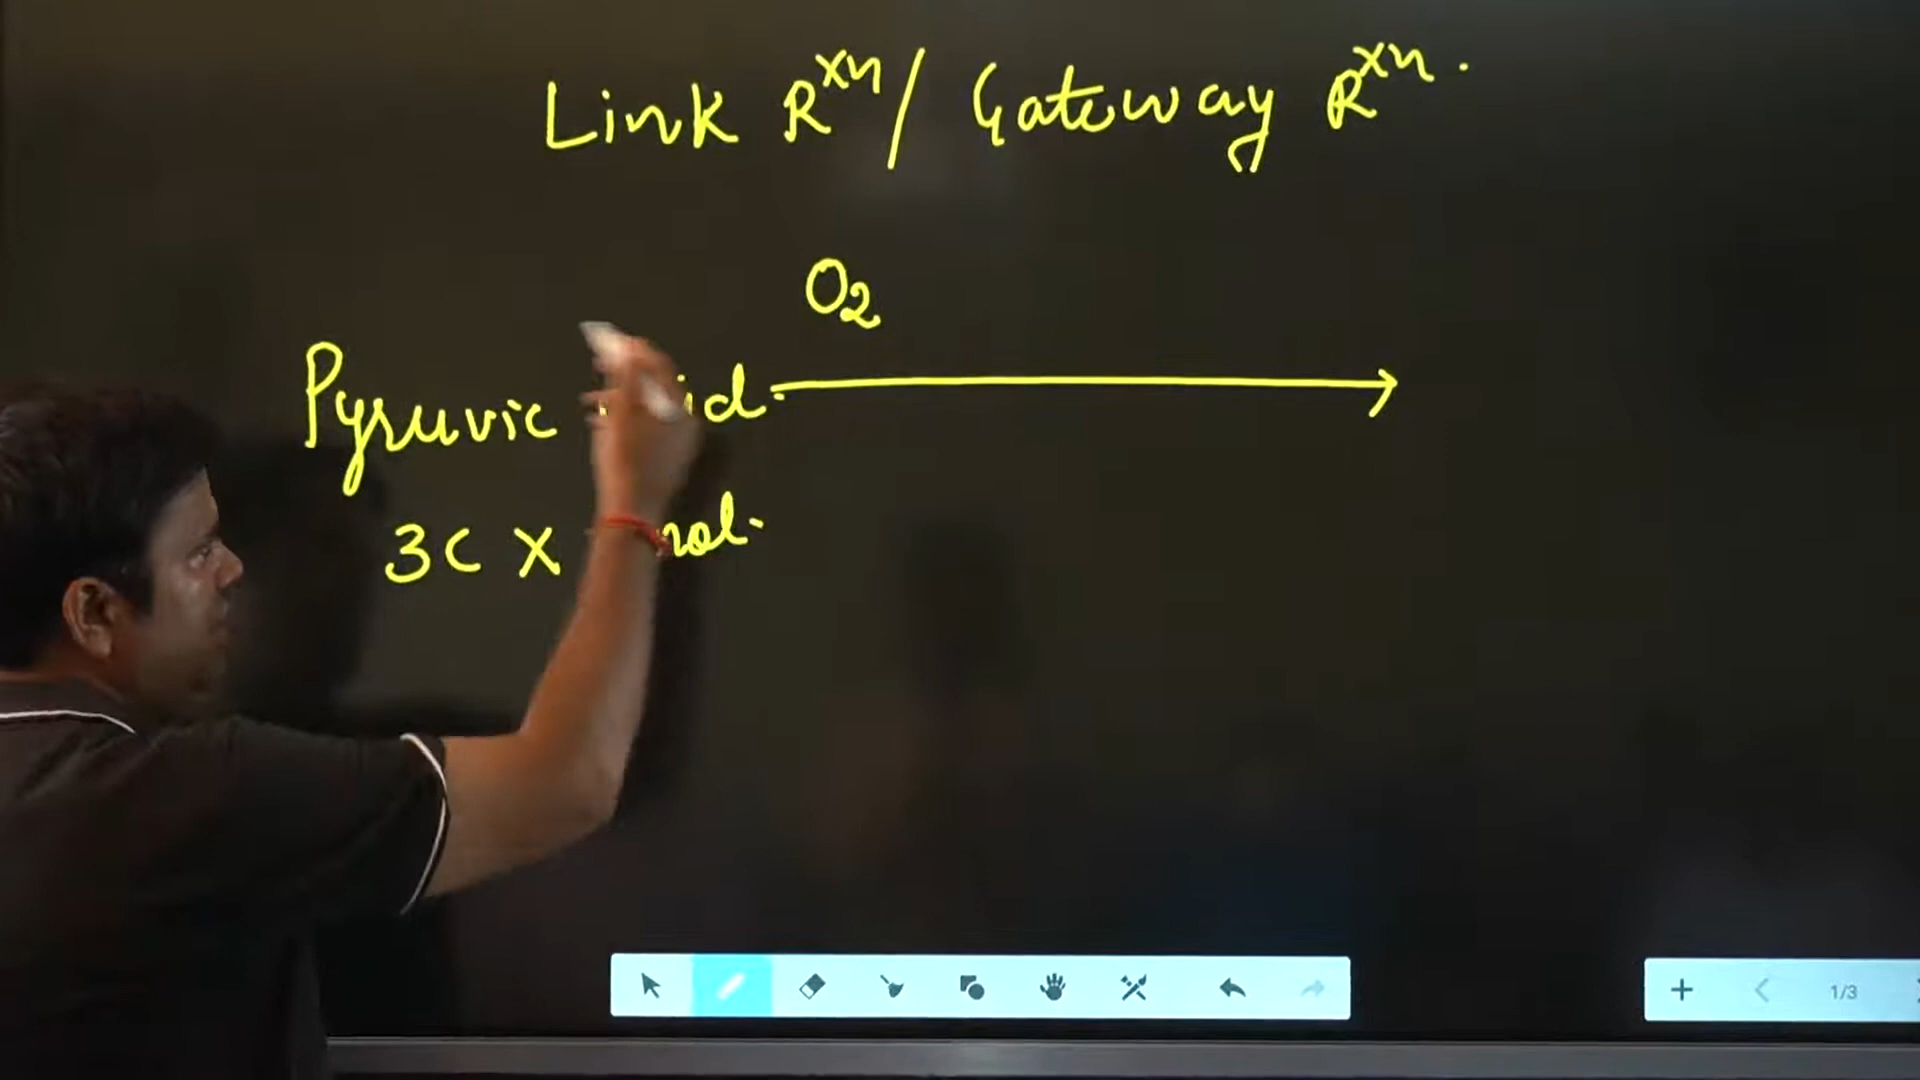 Link Rxn / Gateway Rxn.
O2
Pyruvic
3C X
1/3